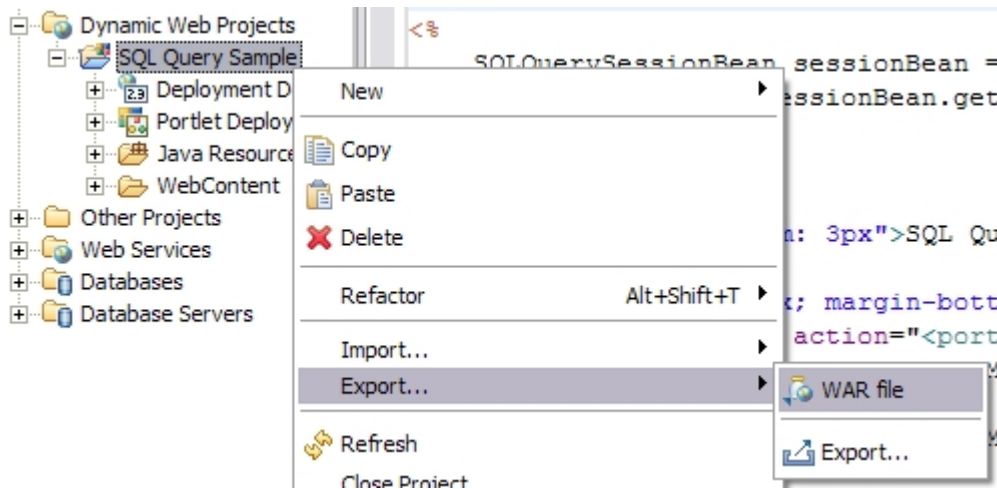 Dynamic Web Projects
<%
SQL Query Sample
SQLQuerySessionBean sessionBean =
Deployment D
New
essionBean.get
Portlet Deploy
Java Resource
Copy
WebContent
Paste
Other Projects
: 3px">SQL Qu
Web Services
Delete
Databases
Refactor Alt+Shift+T
; margin-bott
Database Servers
action="<port
Import...
Export...
WAR file
Refresh
Export...
Close Project